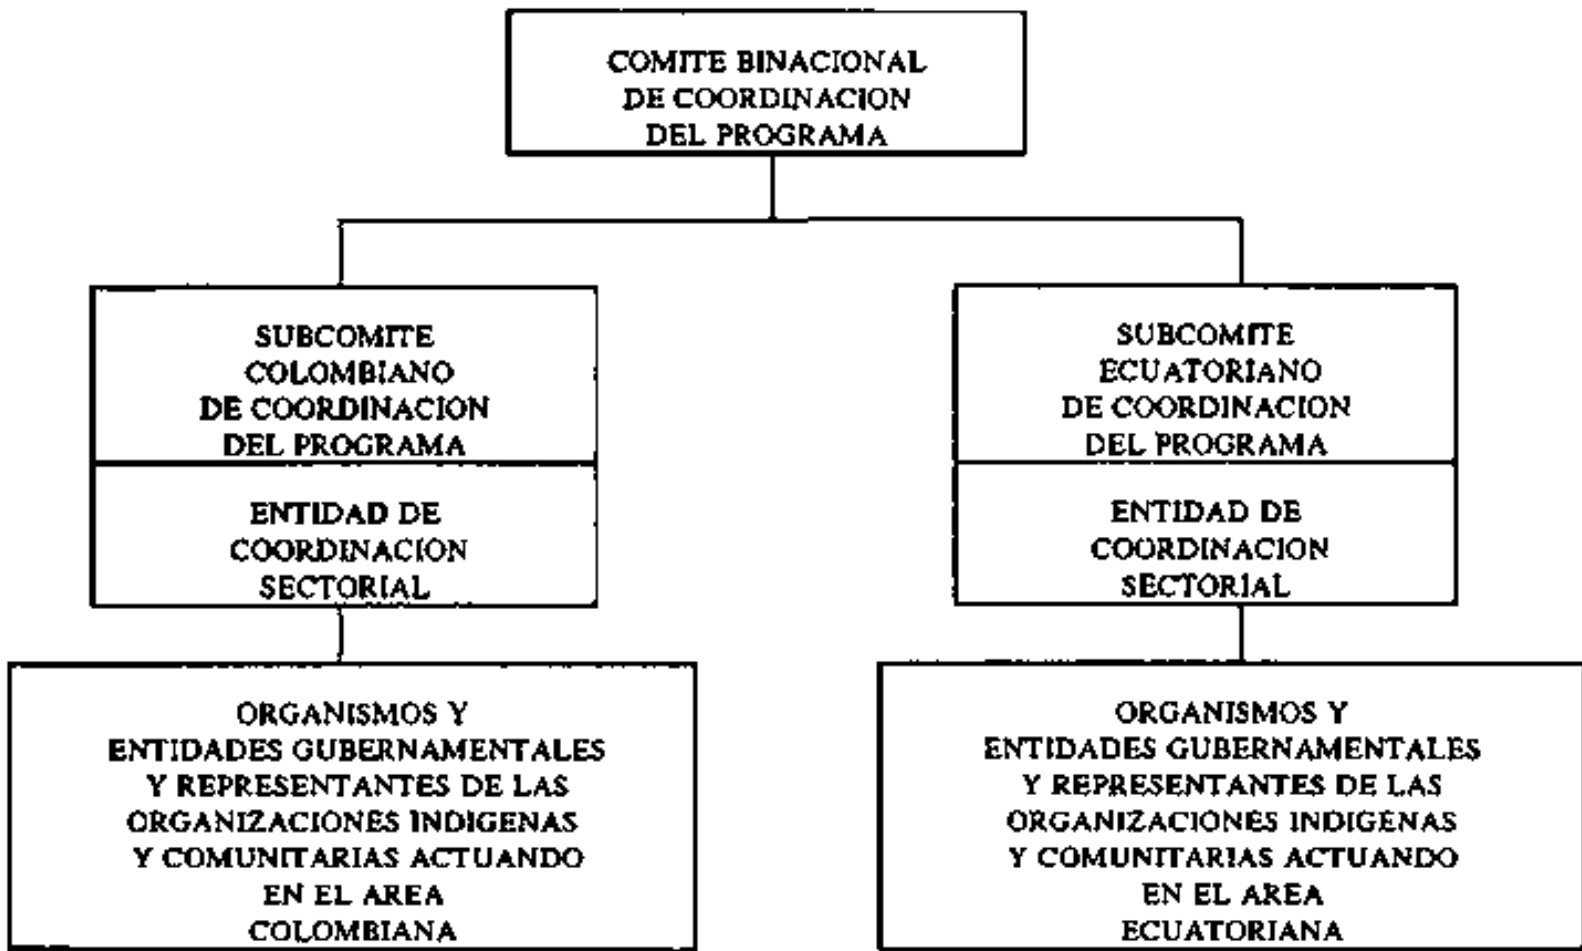 COMITE BINACIONAL
DE COORDINACION
DEL PROGRAMA
SUBCOMITE
COLOMBIANO
DE COORDINACION
DEL PROGRAMA
ENTIDAD DE
COORDINACION
SECTORIAL
ORGANISMOS Y
ENTIDADES GUBERNAMENTALES
Y REPRESENTANTES DE LAS
ORGANIZACIONES INDIGENAS
Y COMUNITARIAS ACTUANDO
EN EL AREA
COLOMBIANA
SUBCOMITE
ECUATORIANO
DE COORDINACION
DEL PROGRAMA
ENTIDAD DE
COORDINACION
SECTORIAL
ORGANISMOS Y
ENTIDADES GUBERNAMENTALES
Y REPRESENTANTES DE LAS
ORGANIZACIONES INDIGENAS
Y COMUNITARIAS ACTUANDO
EN EL AREA
ECUATORIANA